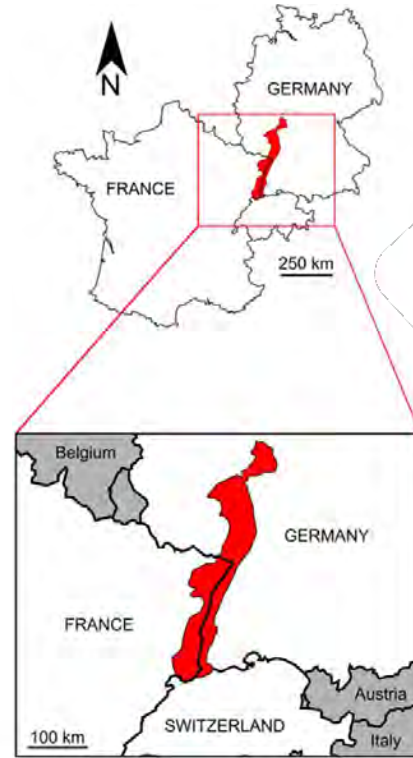 N
GERMANY
FRANCE
250 km
Belgium
GERMANY
FRANCE
Austria
100 km
SWITZERLAND
Italy